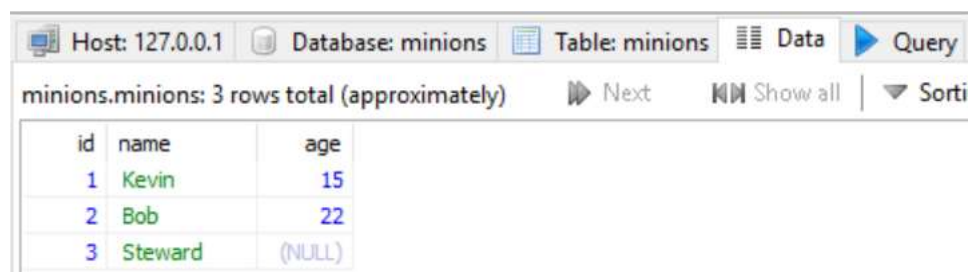 Host: 127.0.0.1 Database: minions Table: minions Data Query
minions.minions: 3 rows total (approximately) Next Show all Sorti
id name age
1 Kevin 15
2 Bob 22
3 Steward (NULL)